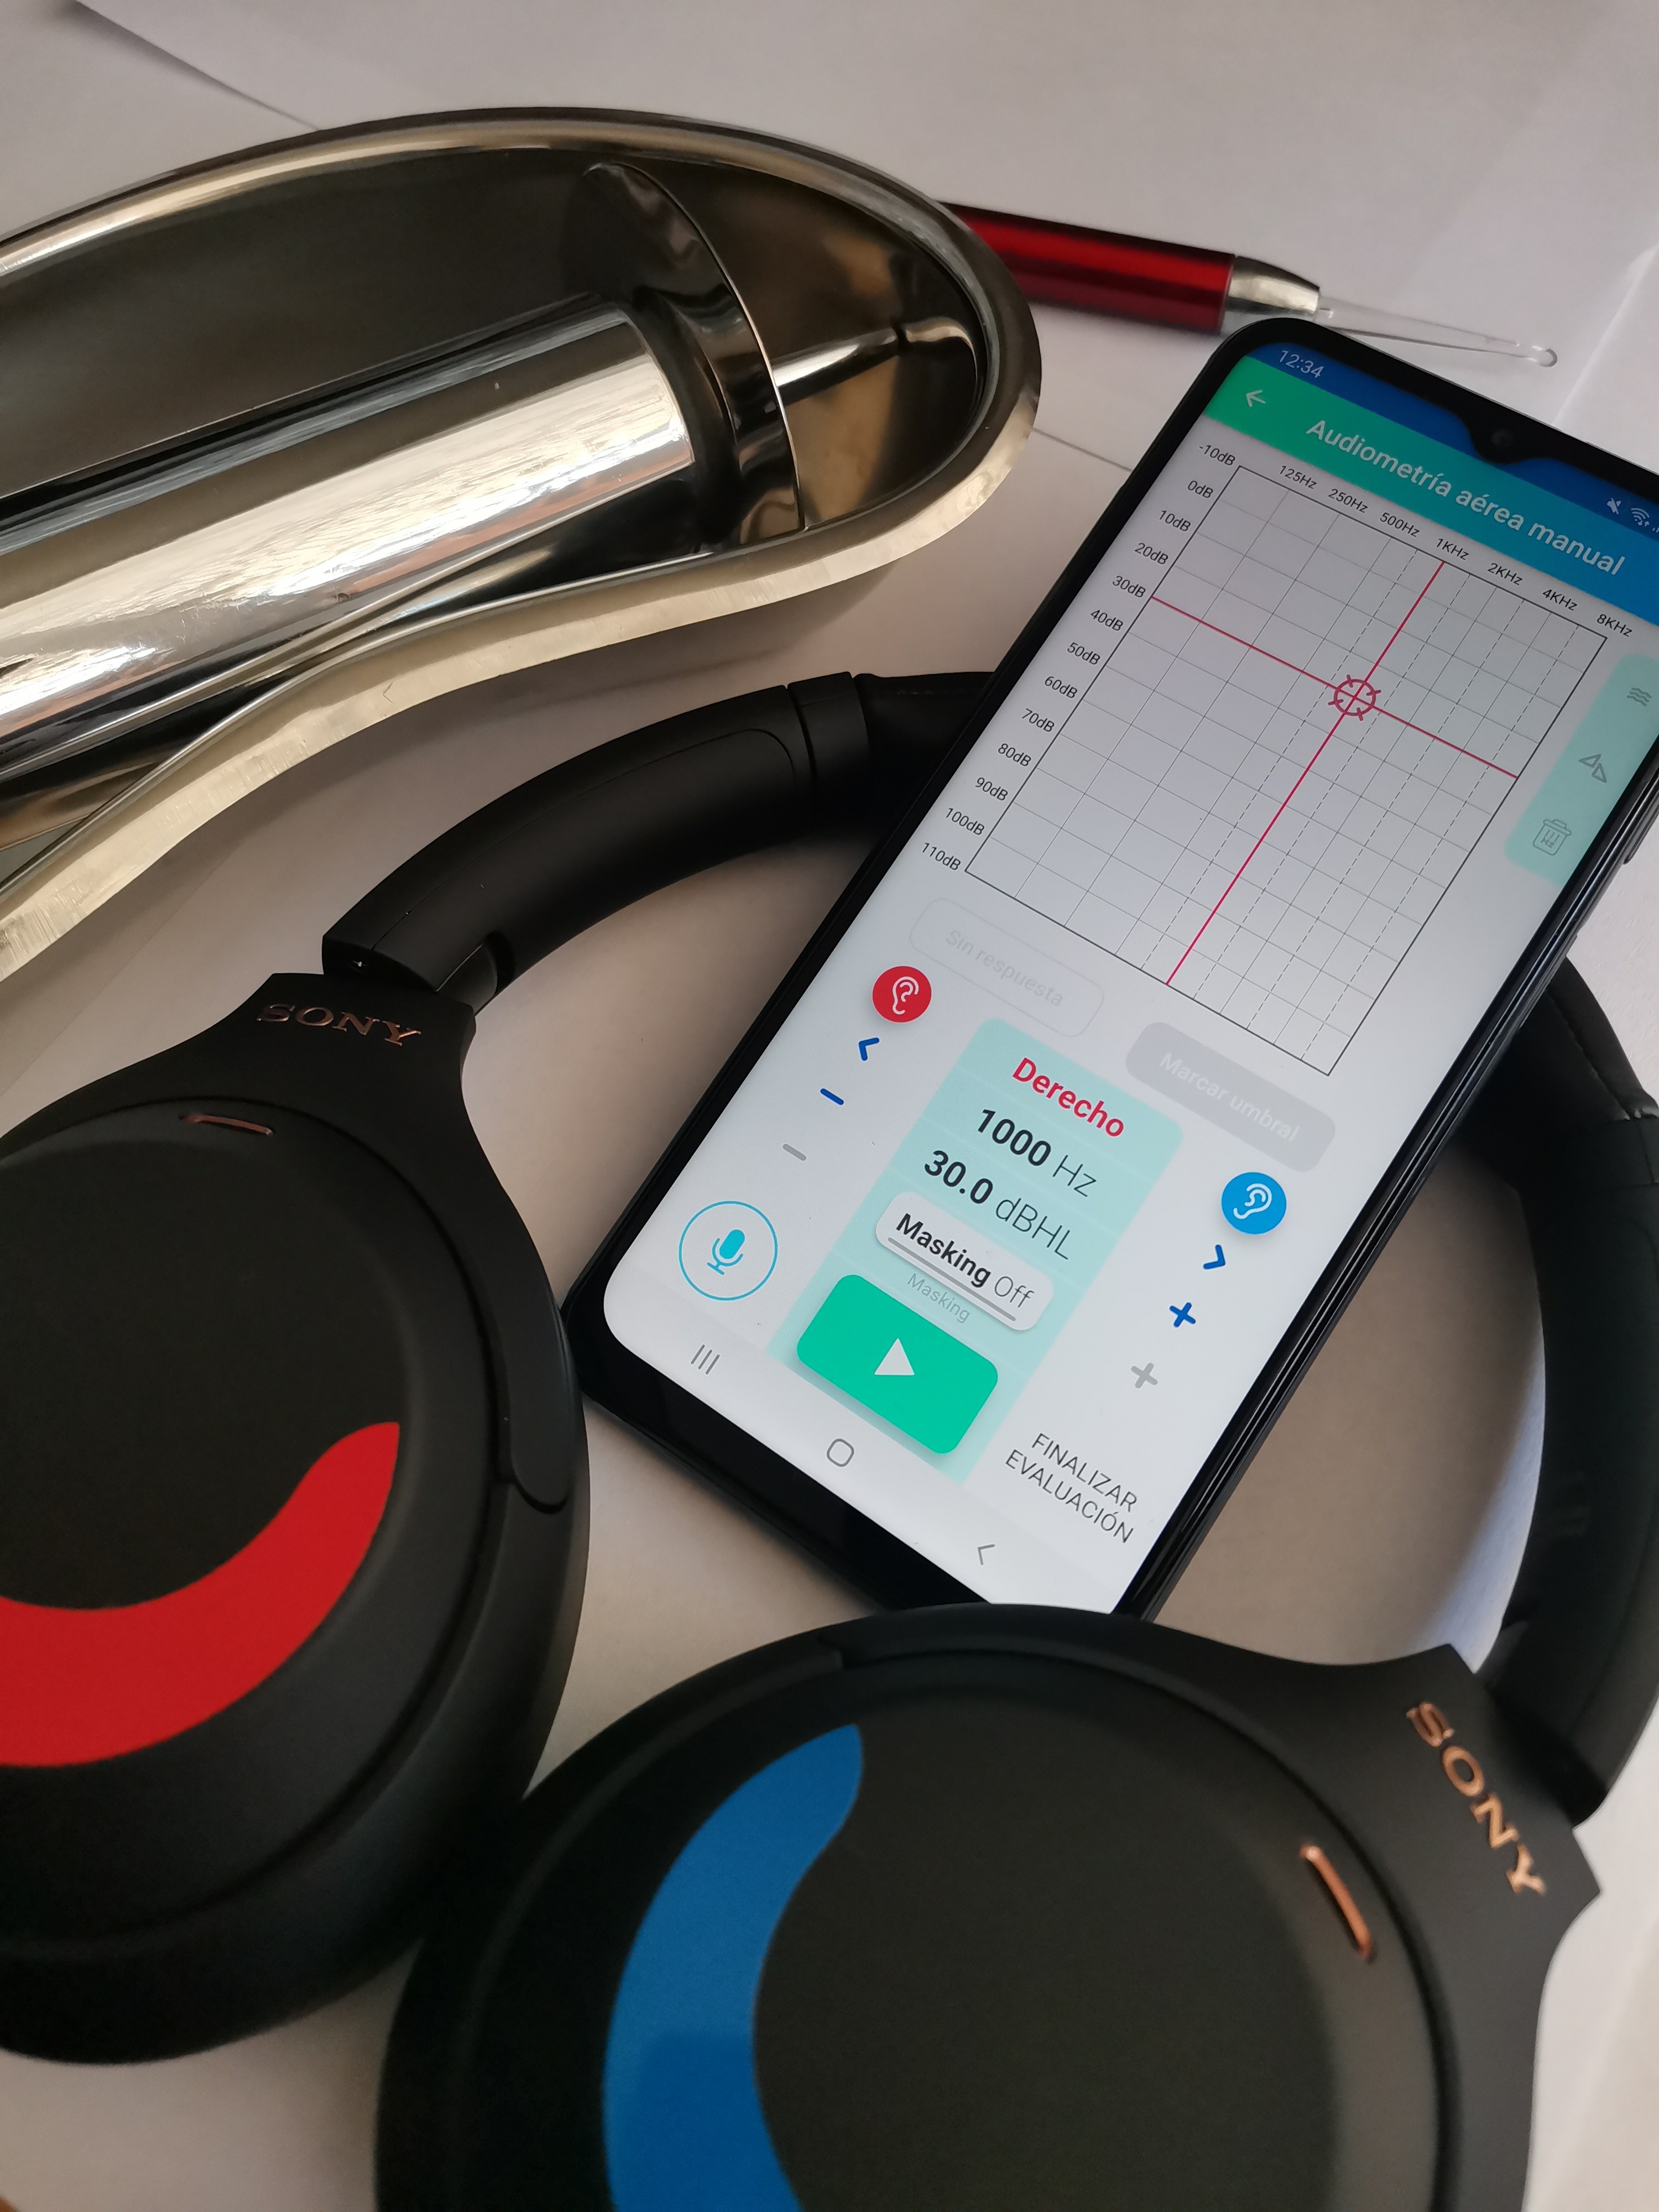 12:34
Audiometría aérea manual
125Hz 250Hz 500Hz 1KHz 2KHz 4KHz 8KHz
-10dB
0dB
10dB
20dB
30dB
40dB
50dB
60dB
70dB
80dB
90dB
100dB
110dB
Sin respuesta
Marcar umbral
Derecho
1000 Hz
30.0 dBHL
Masking Off
Masking
FINALIZAR
EVALUACIÓN
SONY
SONY